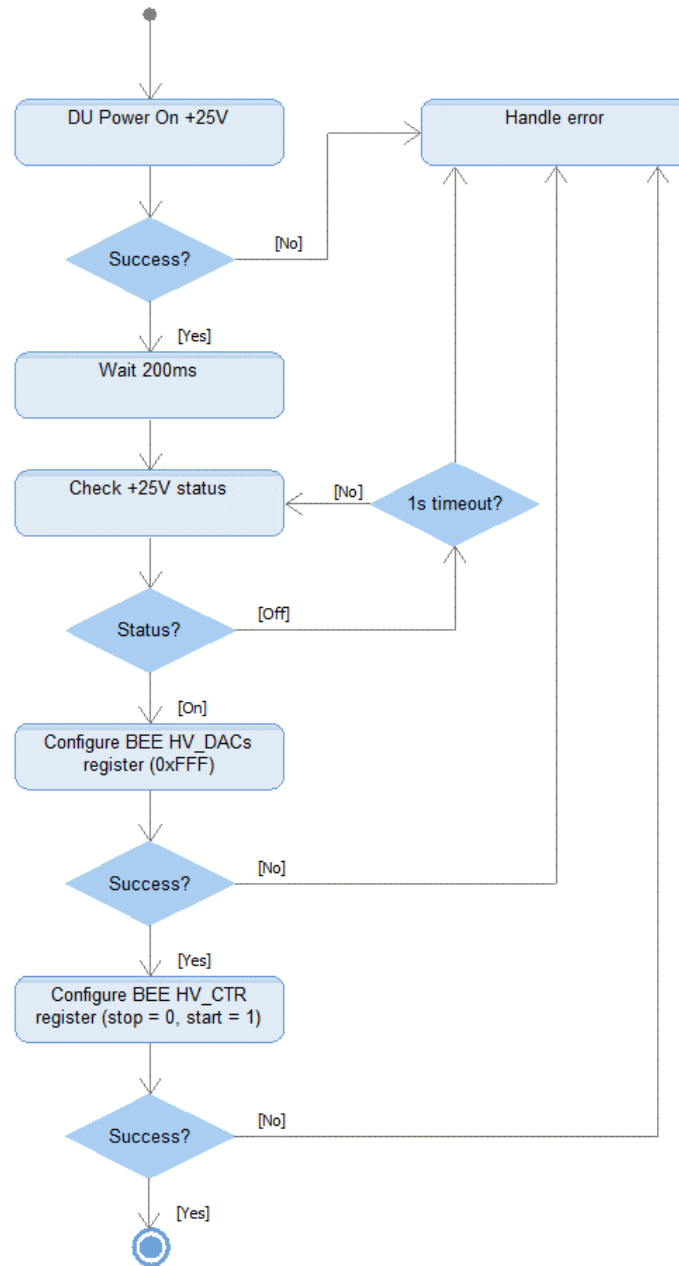 DU Power On +25V
Handle error
[No]
Success?
[Yes]
Wait 200ms
Check +25V status
[No]
1s timeout?
Status?
[Off]
[On]
Configure BEE HV_DACs
register (0xFFF)
Success?
[No]
[Yes]
Configure BEE HV_CTR
register (stop = 0, start = 1)
Success?
[No]
[Yes]